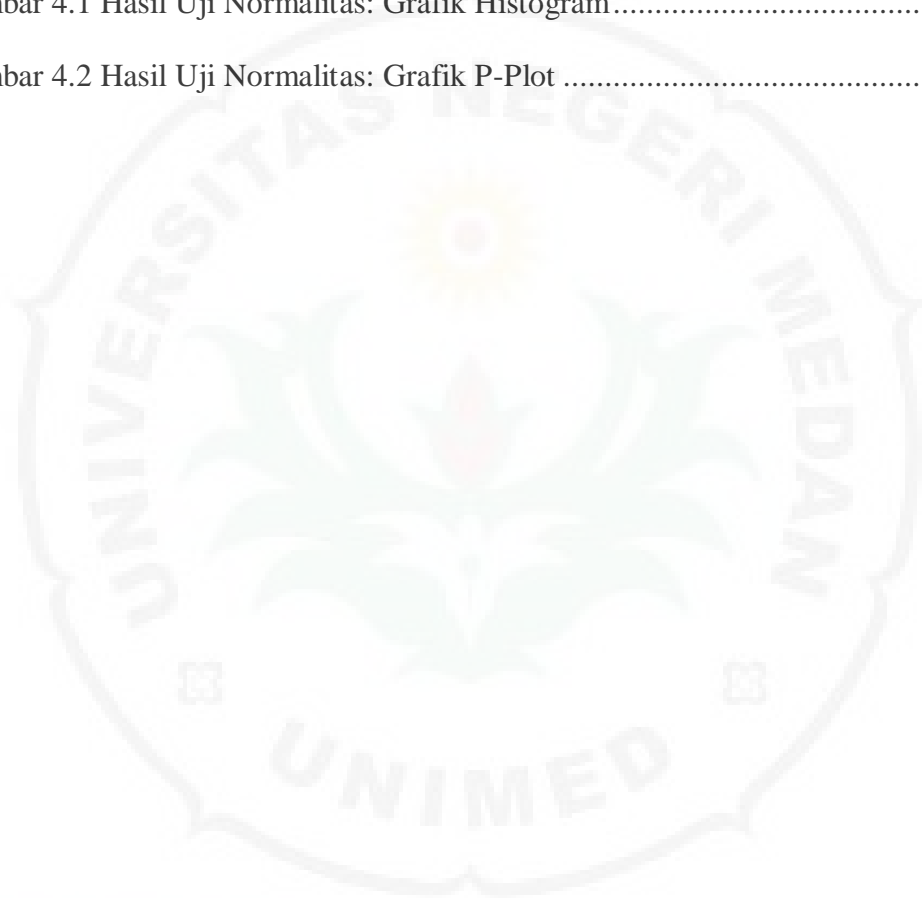 bar 4.1 Hasil Uji Normalitas: Grafik Histogram....................................
bar 4.2 Hasil Uji Normalitas: Grafik P-Plot .........................................
UNIVERSITAS NEGERI MEDAN
UNIMED